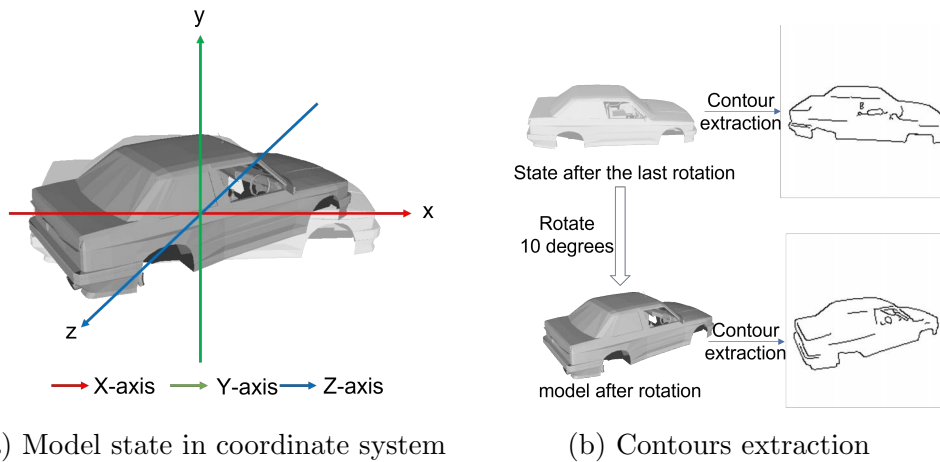 y
x
z
X-axis Y-axis Z-axis
) Model state in coordinate system
Contour
extraction
State after the last rotation
Rotate
10 degrees
Contour
extraction
model after rotation
(b) Contours extraction